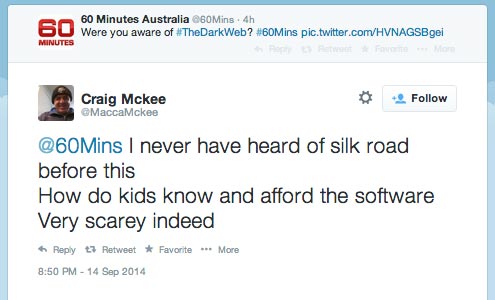 60 MINUTES
60 Minutes Australia @60Mins · 4h
Were you aware of #TheDarkWeb? #60Mins pic.twitter.com/HVNAGSBgei
Reply Retweet Favorite More
Craig Mckee
@MaccaMckee
Follow
@60Mins I never have heard of silk road
before this
How do kids know and afford the software
Very scarey indeed
Reply Retweet Favorite More
8:50 PM - 14 Sep 2014